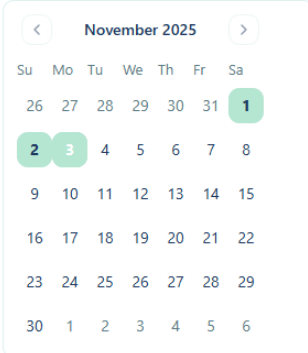 November 2025
Su Mo Tu We Th Fr Sa
26 27 28 29 30 31 1
2 3 4 5 6 7 8
9 10 11 12 13 14 15
16 17 18 19 20 21 22
23 24 25 26 27 28 29
30 1 2 3 4 5 6